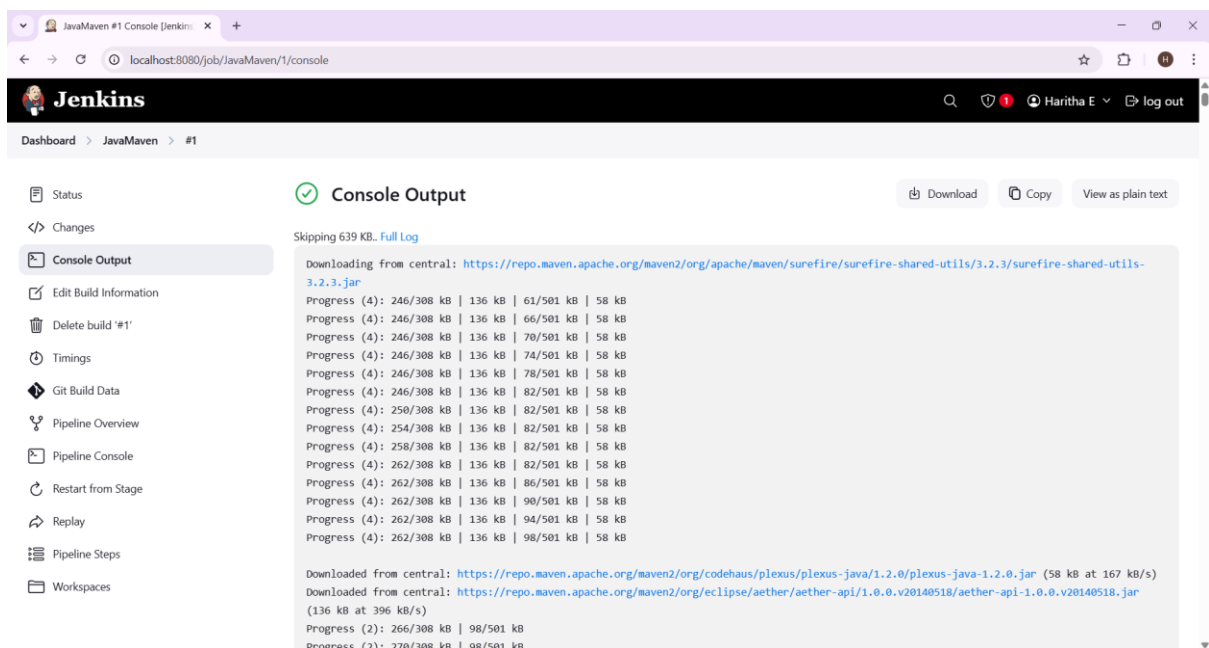 JavaMaven #1 Console [Jenkins
localhost:8080/job/JavaMaven/1/console
H
Jenkins
1
Haritha E
log out
Dashboard > JavaMaven > #1
Status
Changes
Console Output
Edit Build Information
Delete build '#1'
Timings
Git Build Data
Pipeline Overview
Pipeline Console
Restart from Stage
Replay
Pipeline Steps
Workspaces
Console Output
Download
Copy
View as plain text
Skipping 639 KB.. Full Log
Downloading from central: https://repo.maven.apache.org/maven2/org/apache/maven/surefire/surefire-shared-utils/3.2.3/surefire-shared-utils-
3.2.3.jar
Progress (4): 246/308 kB | 136 kB | 61/501 kB | 58 kB
Progress (4): 246/308 kB | 136 kB | 66/501 kB | 58 kB
Progress (4): 246/308 kB | 136 kB | 70/501 kB | 58 kB
Progress (4): 246/308 kB | 136 kB | 74/501 kB | 58 kB
Progress (4): 246/308 kB | 136 kB | 78/501 kB | 58 kB
Progress (4): 246/308 kB | 136 kB | 82/501 kB | 58 kB
Progress (4): 250/308 kB | 136 kB | 82/501 kB | 58 kB
Progress (4): 254/308 kB | 136 kB | 82/501 kB | 58 kB
Progress (4): 258/308 kB | 136 kB | 82/501 kB | 58 kB
Progress (4): 262/308 kB | 136 kB | 82/501 kB | 58 kB
Progress (4): 262/308 kB | 136 kB | 86/501 kB | 58 kB
Progress (4): 262/308 kB | 136 kB | 90/501 kB | 58 kB
Progress (4): 262/308 kB | 136 kB | 94/501 kB | 58 kB
Progress (4): 262/308 kB | 136 kB | 98/501 kB | 58 kB
Downloaded from central: https://repo.maven.apache.org/maven2/org/codehaus/plexus/plexus-java/1.2.0/plexus-java-1.2.0.jar (58 kB at 167 kB/s)
Downloaded from central: https://repo.maven.apache.org/maven2/org/eclipse/aether/aether-api/1.0.0.v20140518/aether-api-1.0.0.v20140518.jar
(136 kB at 396 kB/s)
Progress (2): 266/308 kB | 98/501 kB
Progress (2): 270/308 kB | 98/501 kB